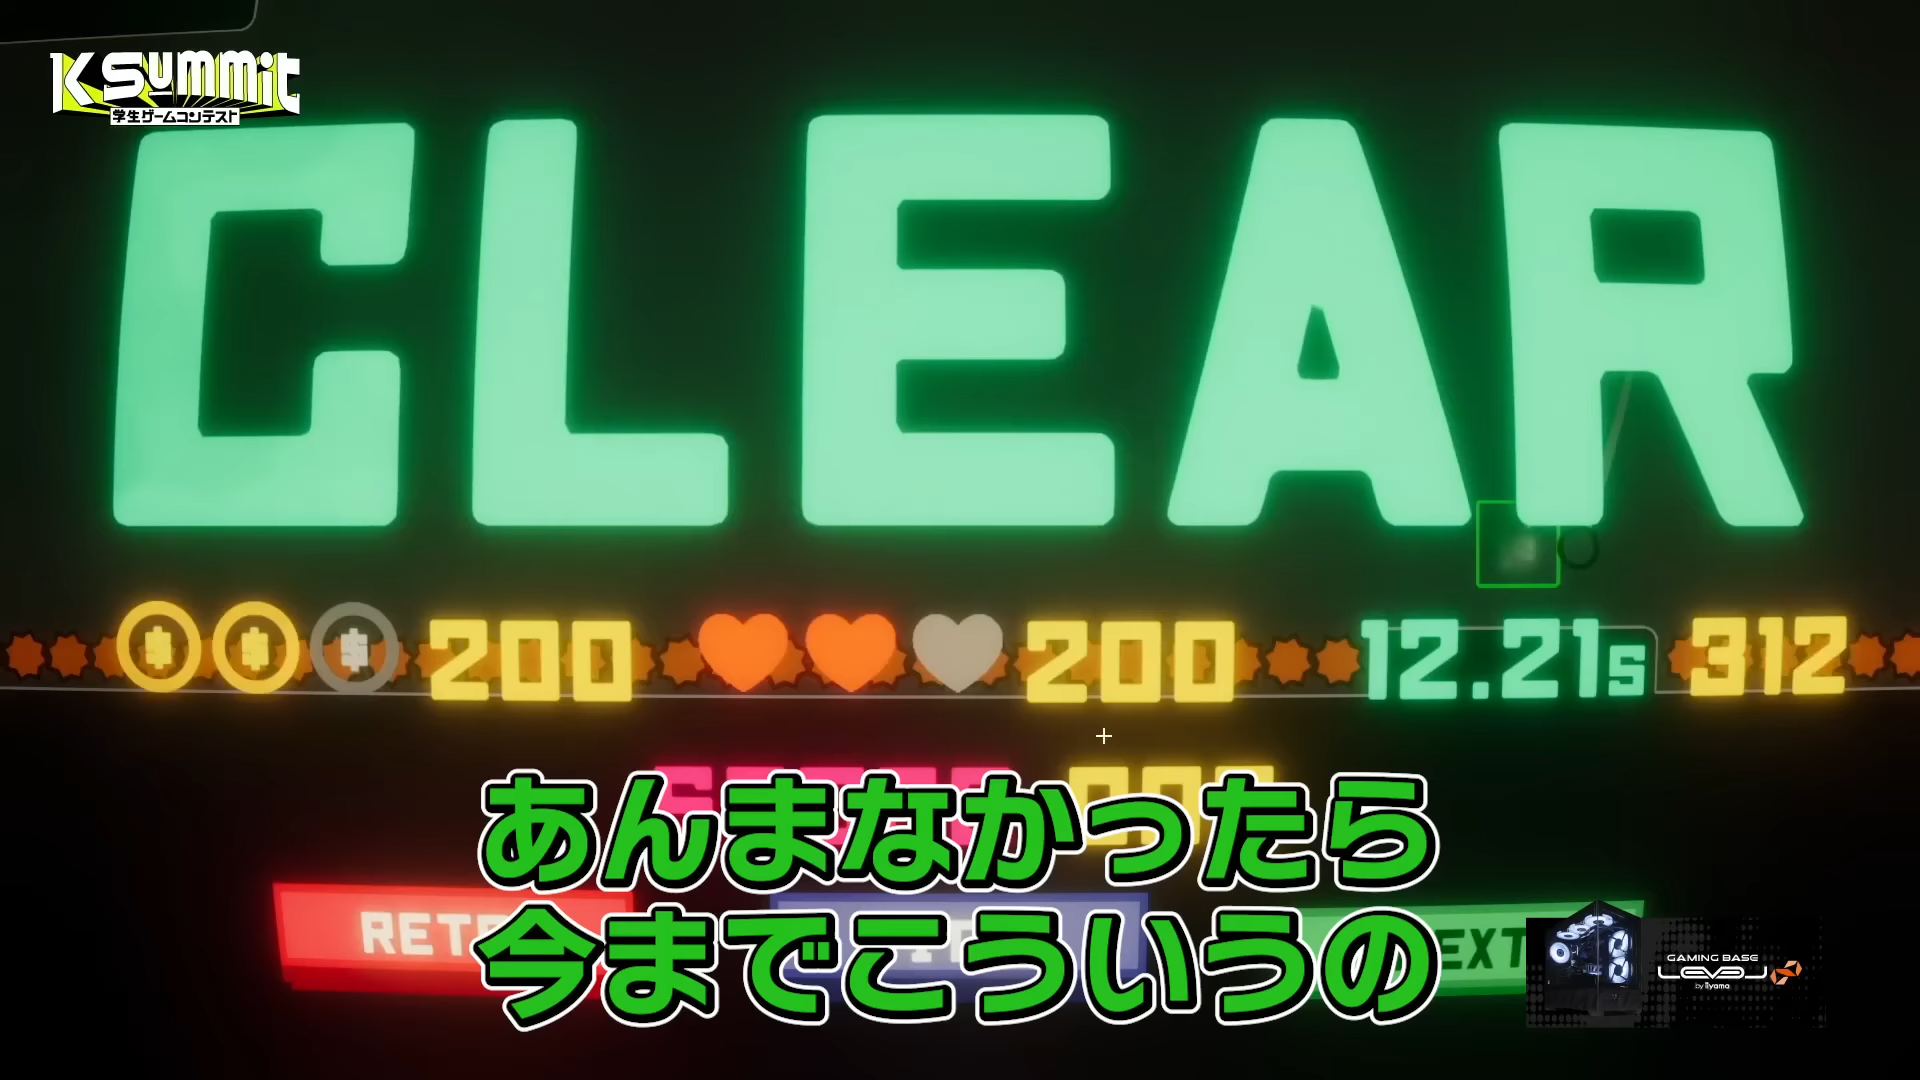 K Summit
学生ゲームコンテスト
CLEAR
200 200 12.21s 312
あんまなかったら
今までこういうの
GAMING BASE
LEVEL
by iiyama